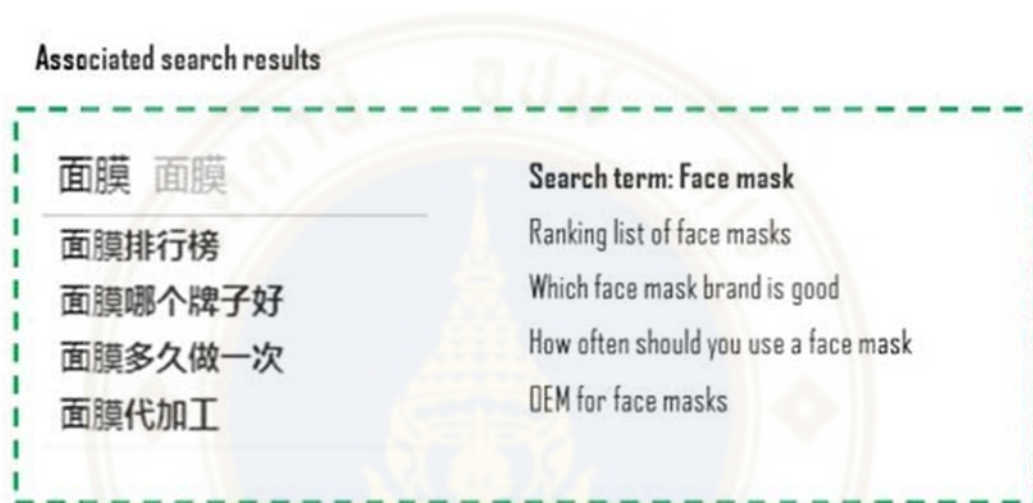 Associated search results
面膜 面膜
Search term: Face mask
面膜排行榜
Ranking list of face masks
面膜哪个牌子好
Which face mask brand is good
面膜多久做一次
How often should you use a face mask
面膜代加工
OEM for face masks